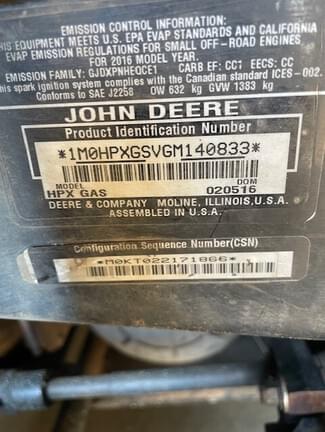 EMISSION CONTROL INFORMATION:
THIS EQUIPMENT MEETS U.S. EPA EVAP STANDARDS AND CALIFORNIA
EVAP EMISSION REGULATIONS FOR SMALL OFF-ROAD ENGINES
FOR 2016 MODEL YEAR.
EMISSION FAMILY: GJDXPNHEQCE1 CARB EF: CC1 EECS: CC
This spark ignition system complies with the Canadian standard ICES-002.
Conforms to SAE J2258 OW 632 kg GVW 1383 kg
JOHN DEERE
Product Identification Number
*1M0HPXGSVGM140833*
MODEL DOM
HPX GAS 020516
DEERE & COMPANY MOLINE, ILLINOIS, U.S.A.
ASSEMBLED IN U.S.A.
Configuration Sequence Number(CSN)
*M0KT022171866*